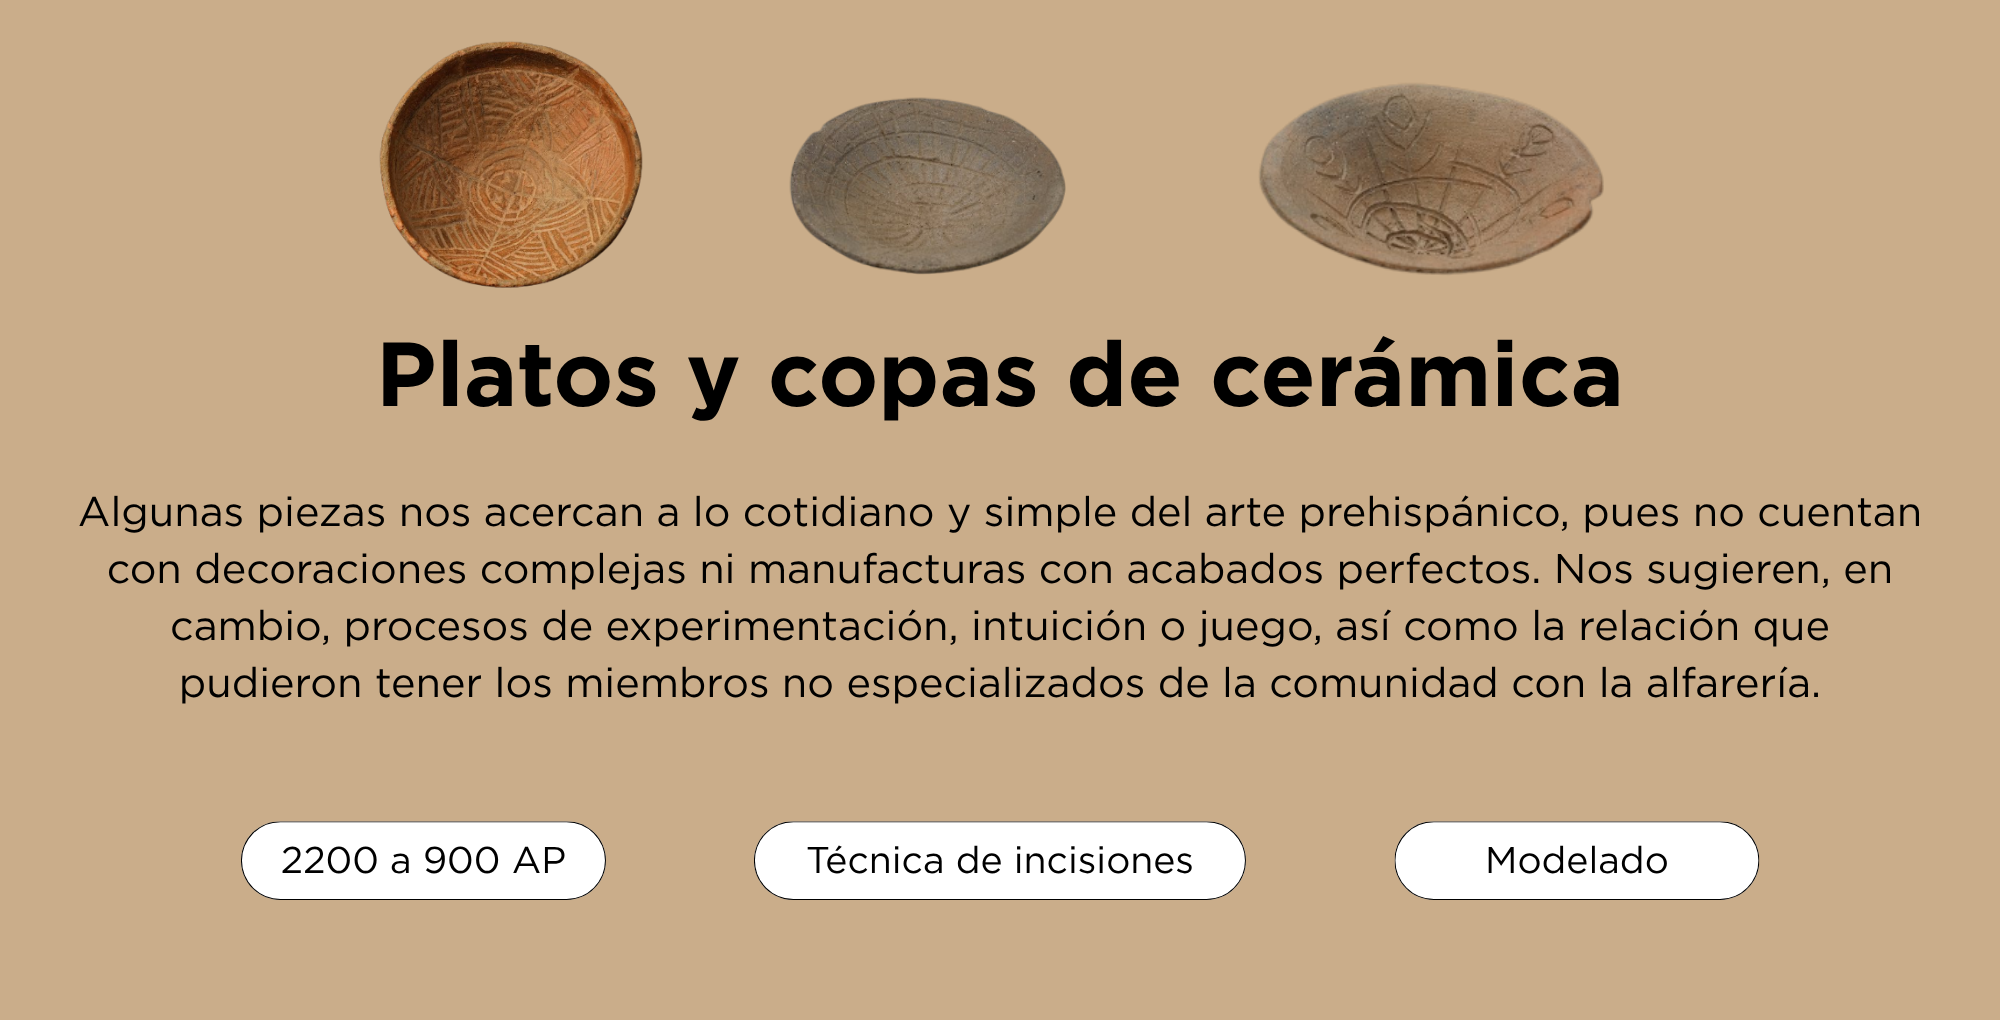 Platos y copas de cerámica
Algunas piezas nos acercan a lo cotidiano y simple del arte prehispánico, pues no cuentan
con decoraciones complejas ni manufacturas con acabados perfectos. Nos sugieren, en
cambio, procesos de experimentación, intuición o juego, así como la relación que
pudieron tener los miembros no especializados de la comunidad con la alfarería.
2200 a 900 AP
Técnica de incisiones
Modelado